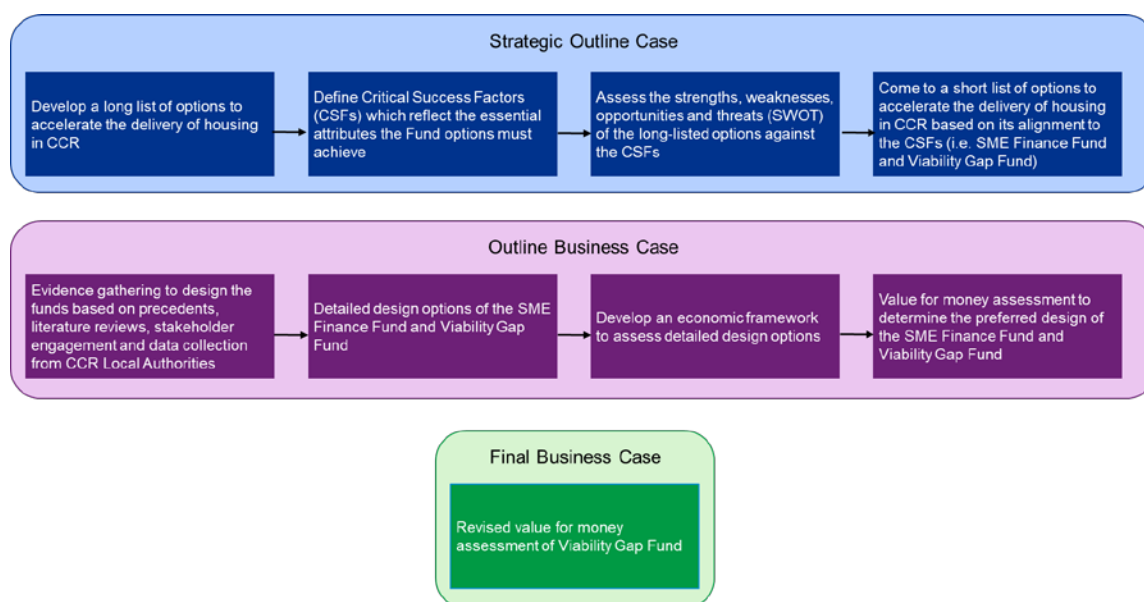 Strategic Outline Case
Develop a long list of options to
accelerate the delivery of housing
in CCR
Define Critical Success Factors
(CSFs) which reflect the essential
attributes the Fund options must
achieve
Assess the strengths, weaknesses,
opportunities and threats (SWOT)
of the long-listed options against
the CSFs
Come to a short list of options to
accelerate the delivery of housing
in CCR based on its alignment to
the CSFs (i.e. SME Finance Fund
and Viability Gap Fund)
Outline Business Case
Evidence gathering to design the
funds based on precedents,
literature reviews, stakeholder
engagement and data collection
from CCR Local Authorities
Detailed design options of the SME
Finance Fund and Viability Gap
Fund
Develop an economic framework
to assess detailed design options
Value for money assessment to
determine the preferred design of
the SME Finance Fund and
Viability Gap Fund
Final Business Case
Revised value for money
assessment of Viability Gap Fund